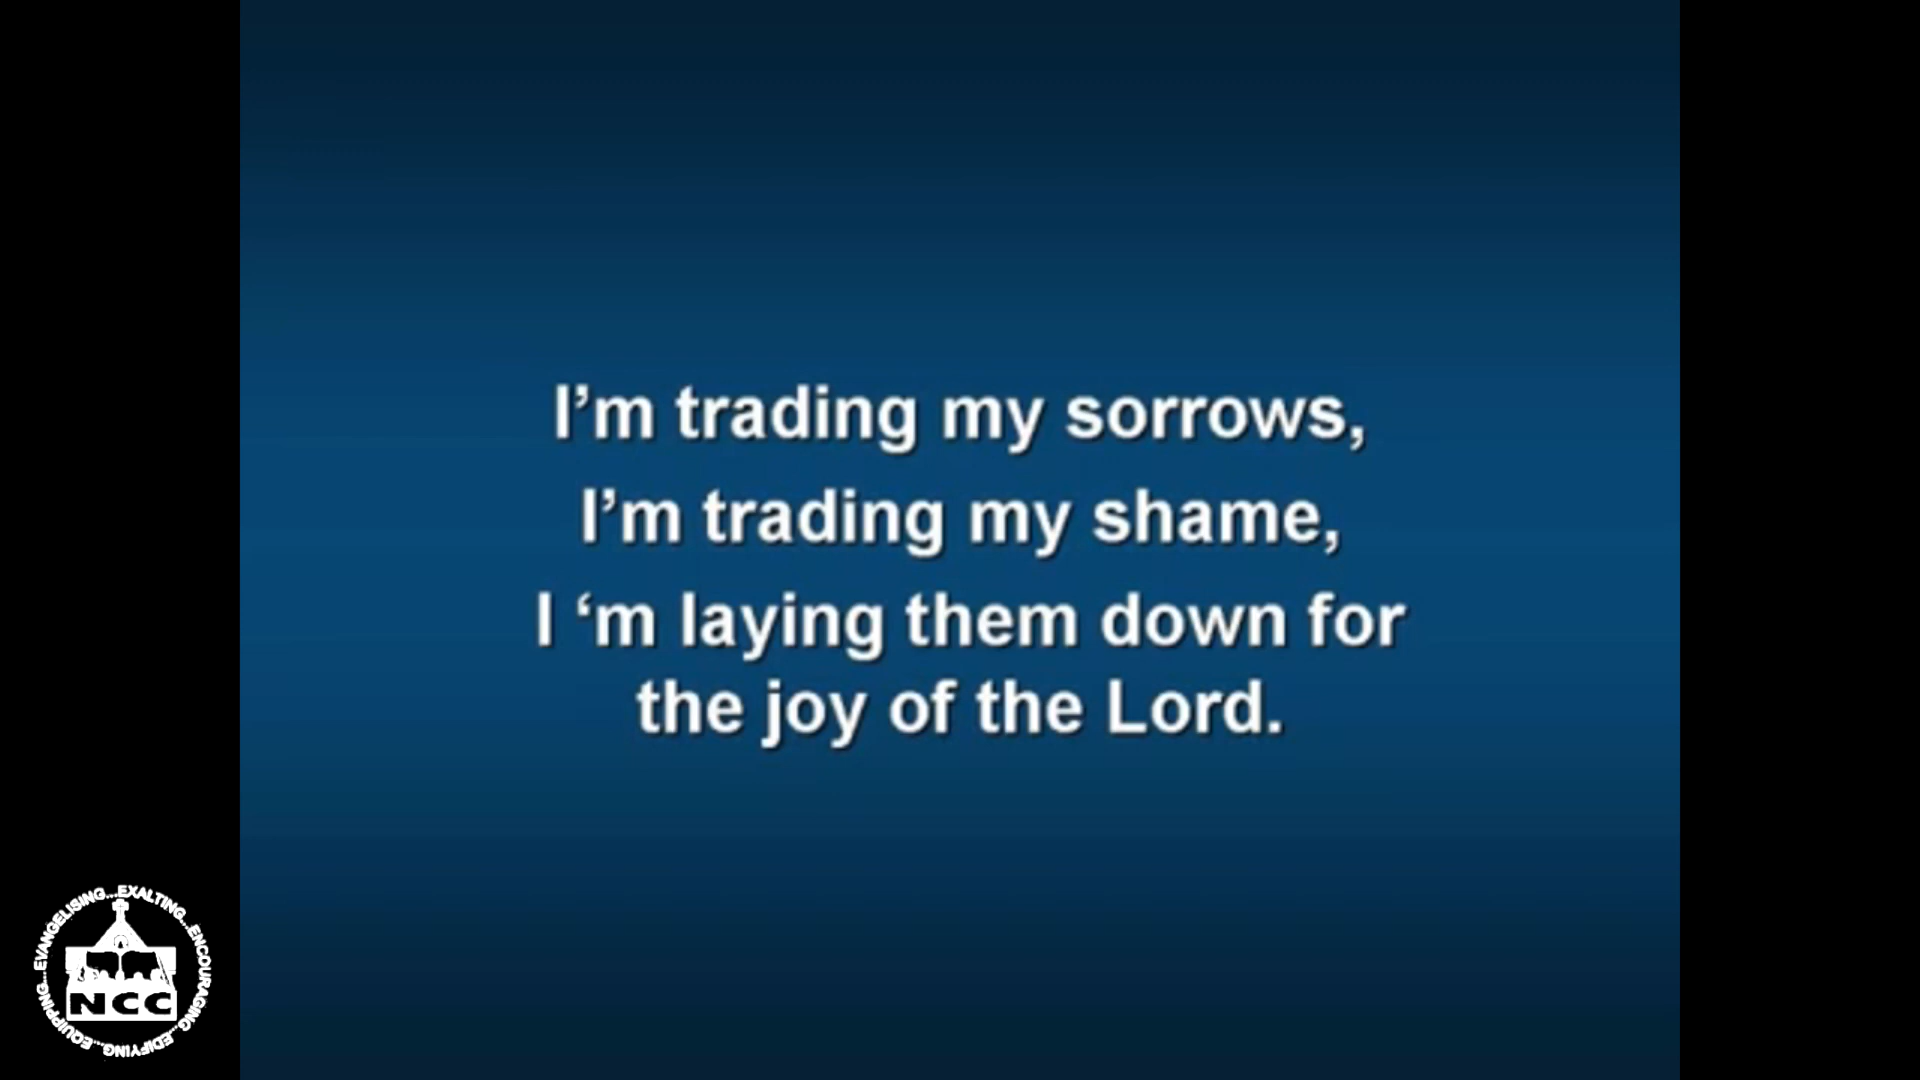 I’m trading my sorrows,
I’m trading my shame,
I ‘m laying them down for
the joy of the Lord.
EVANGELISING...EXALTING...ENCOURAGING...EDIFYING...EQUIPPING...
NCC